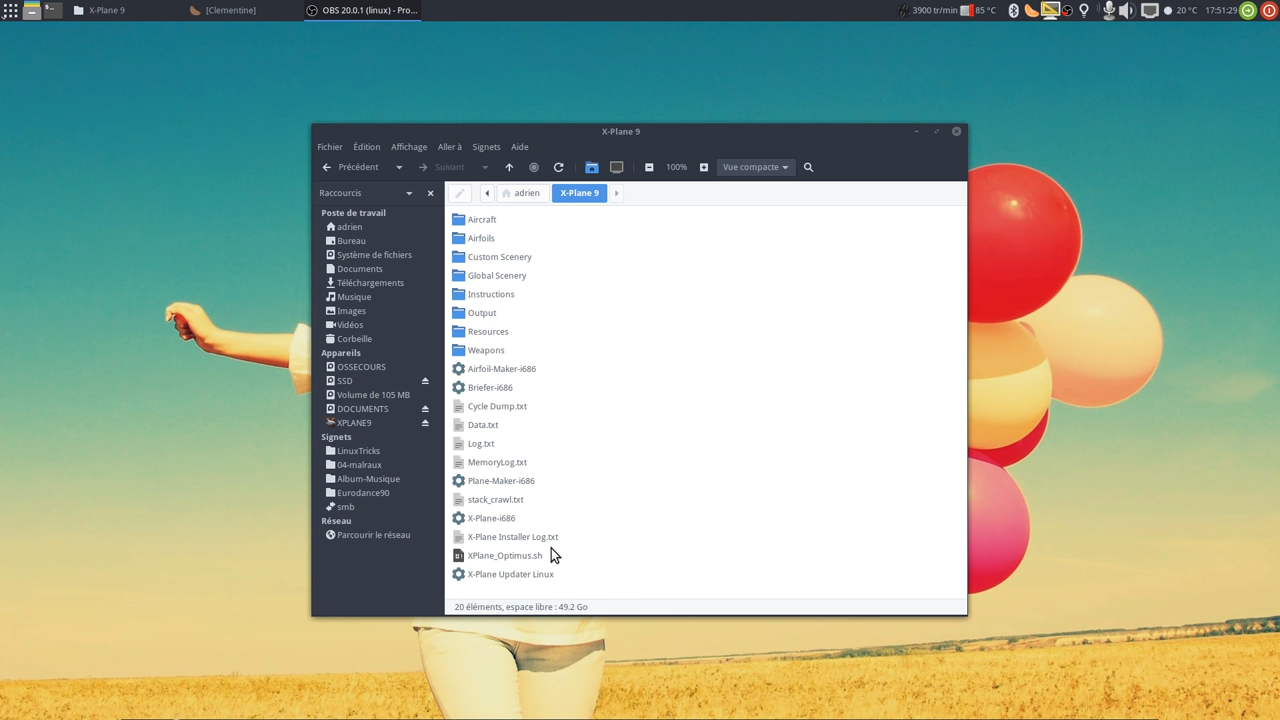 X-Plane 9
[Clementine]
OBS 20.0.1 (linux) - Pro...
3900 tr/min
85 °C
20 °C
17:51:29
X-Plane 9
Fichier Édition Affichage Aller à Signets Aide
Précédent Suivant 100% Vue compacte
Raccourcis
adrien X-Plane 9
Poste de travail
adrien
Bureau
Système de fichiers
Documents
Téléchargements
Musique
Images
Vidéos
Corbeille
Appareils
OSSECOURS
SSD
Volume de 105 MB
DOCUMENTS
XPLANE9
Signets
LinuxTricks
04-malraux
Album-Musique
Eurodance90
smb
Réseau
Parcourir le réseau
Aircraft
Airfoils
Custom Scenery
Global Scenery
Instructions
Output
Resources
Weapons
Airfoil-Maker-i686
Briefer-i686
Cycle Dump.txt
Data.txt
Log.txt
MemoryLog.txt
Plane-Maker-i686
stack_crawl.txt
X-Plane-i686
X-Plane Installer Log.txt
XPlane_Optimus.sh
X-Plane Updater Linux
20 éléments, espace libre : 49.2 Go